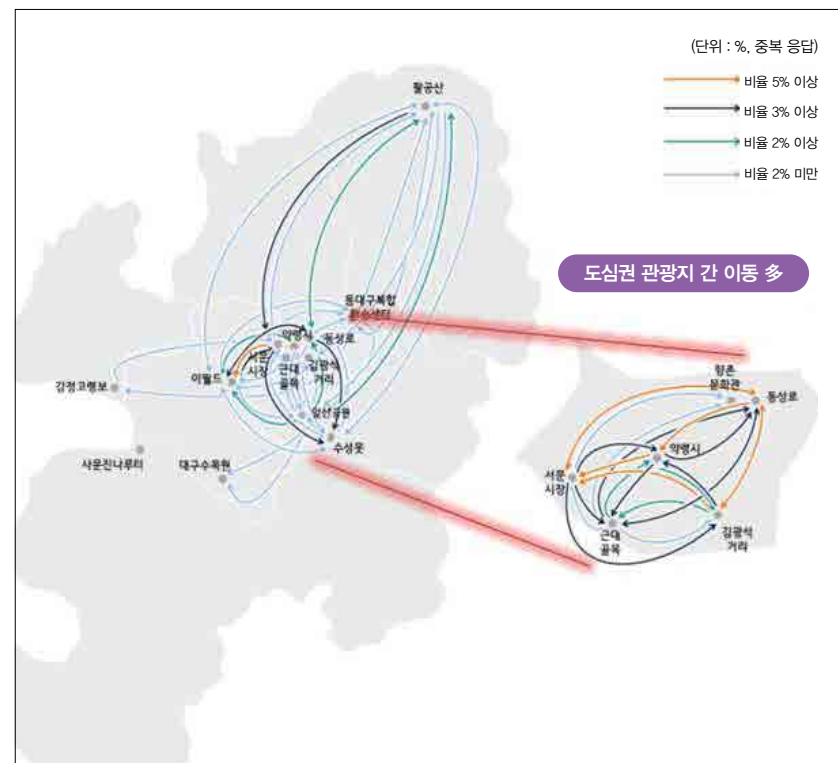 (단위 : %, 중복 응답)
비율 5% 이상
비율 3% 이상
비율 2% 이상
비율 2% 미만
팔공산
도심권 관광지 간 이동 多
동대구복합
환승센터
약령시
동성로
서문
시장
근대
골목
김광석
거리
이월드
강정고령보
앞산공원
수성못
사문진나루터
대구수목원
향촌
문화관
동성로
약령시
서문
시장
근대
골목
김광석
거리